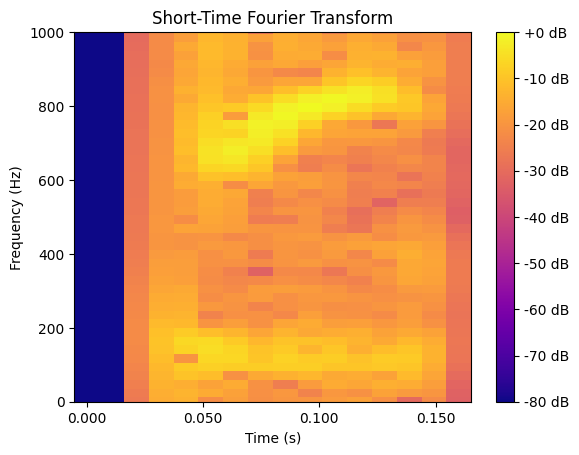 Short-Time Fourier Transform
1000
800
600
400
200
0
Frequency (Hz)
0.000
0.050
0.100
0.150
Time (s)
+0 dB
-10 dB
-20 dB
-30 dB
-40 dB
-50 dB
-60 dB
-70 dB
-80 dB